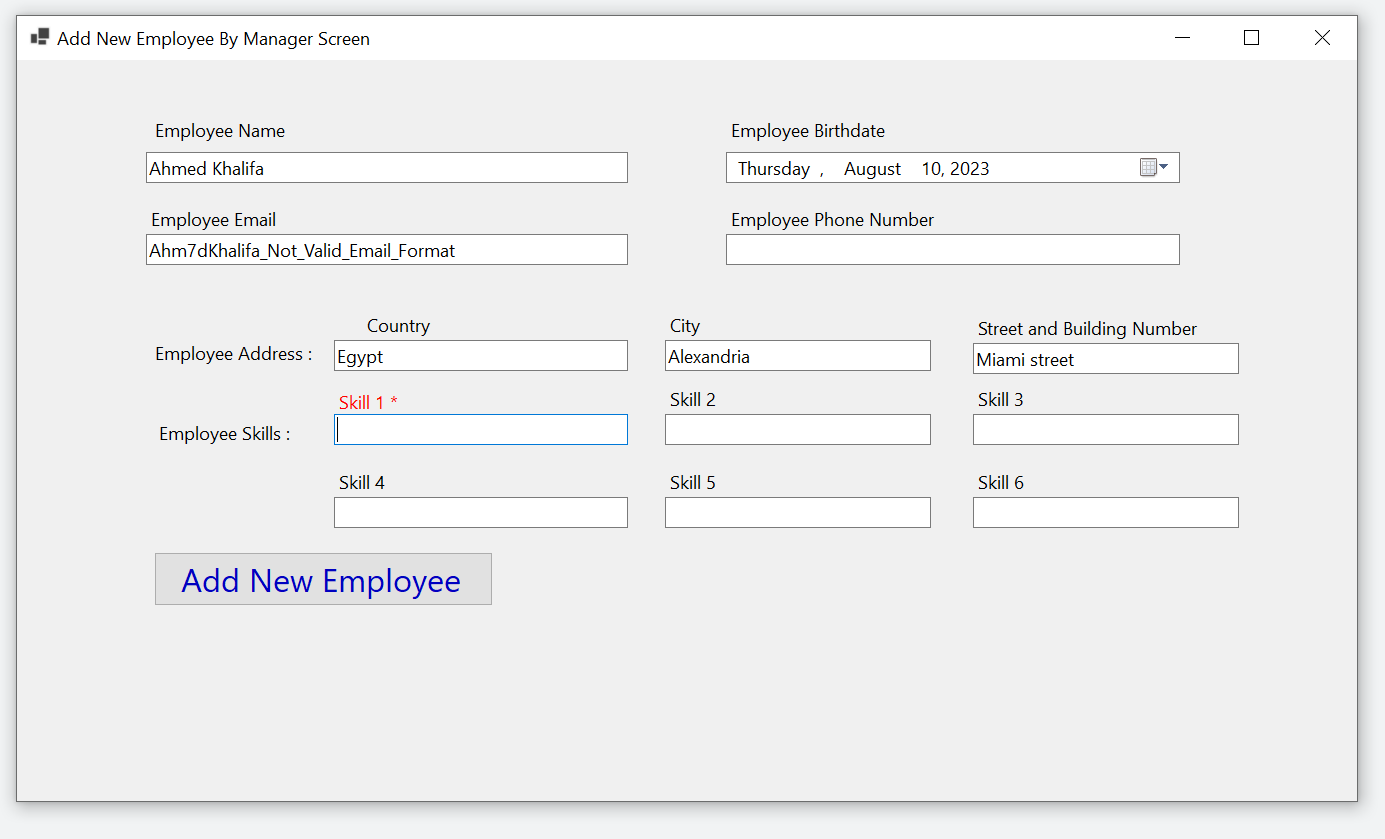 Add New Employee By Manager Screen
Employee Name
Employee Birthdate
Ahmed Khalifa
Thursday , August 10, 2023
Employee Email
Employee Phone Number
Ahm7dKhalifa_Not_Valid_Email_Format
Country
City
Street and Building Number
Employee Address :
Egypt
Alexandria
Miami street
Skill 1 *
Skill 2
Skill 3
Employee Skills :
Skill 4
Skill 5
Skill 6
Add New Employee